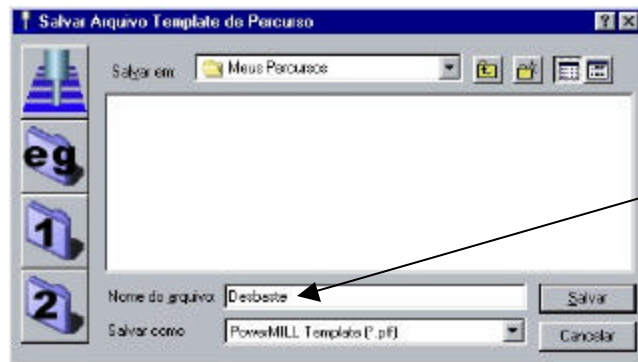 Salvar Arquivo Template de Percurso
Salvar em: Meus Percursos
eg
1
2
Nome do arquivo: Desbaste
Salvar
Salvar como PowerMILL Template (*.ptf)
Cancelar